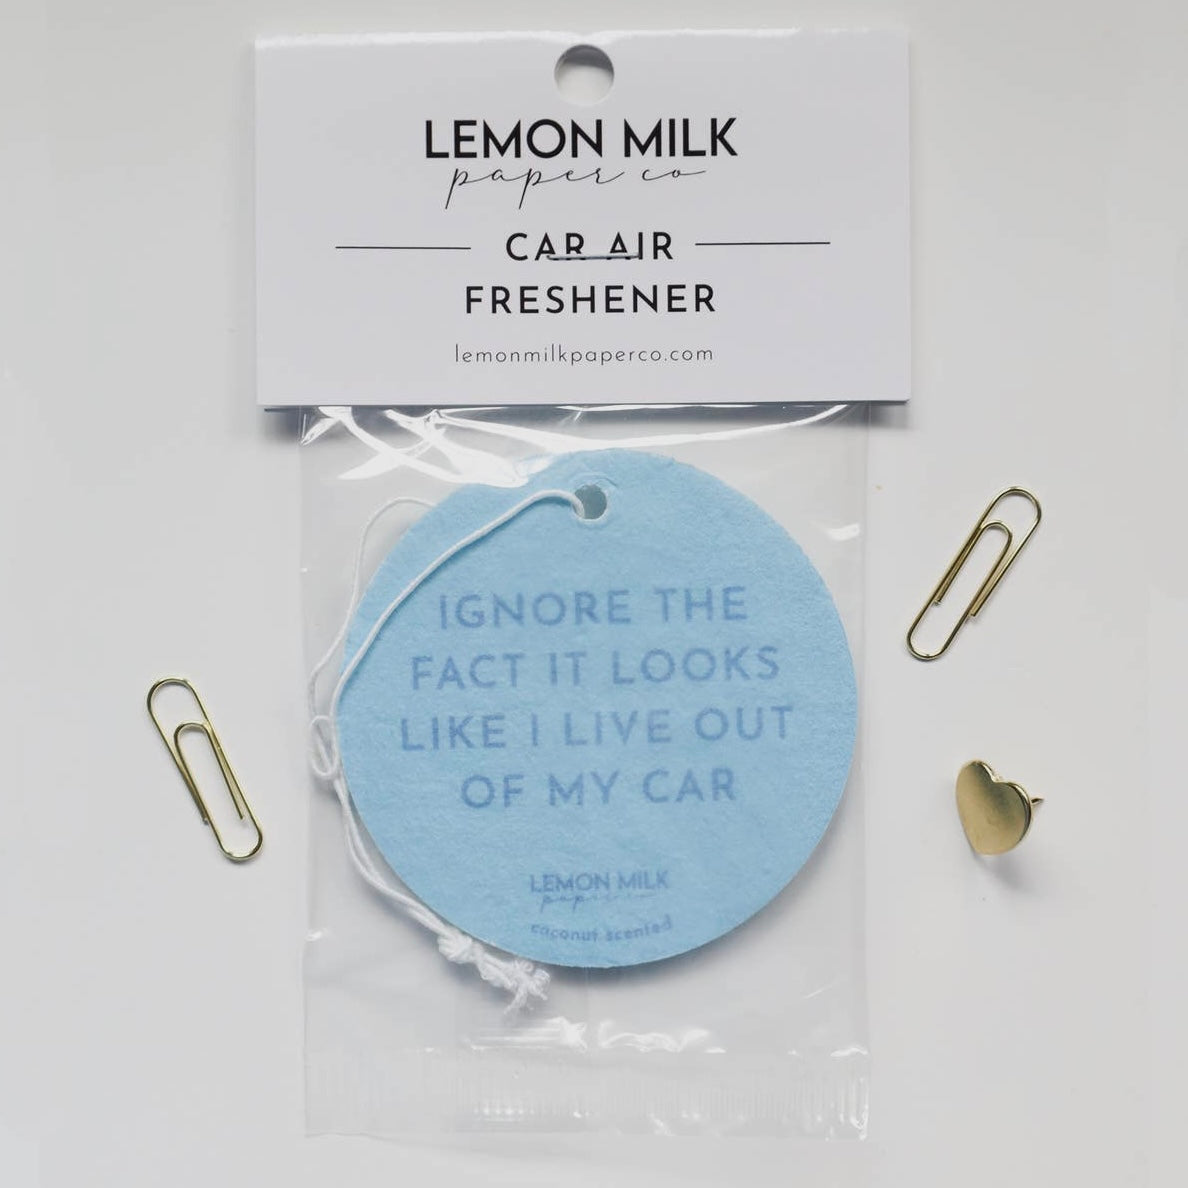 LEMON MILK
paper co
CAR AIR
FRESHENER
lemonmilkpaperco.com
IGNORE THE
FACT IT LOOKS
LIKE I LIVE OUT
OF MY CAR
LEMON MILK
paper co
coconut scented